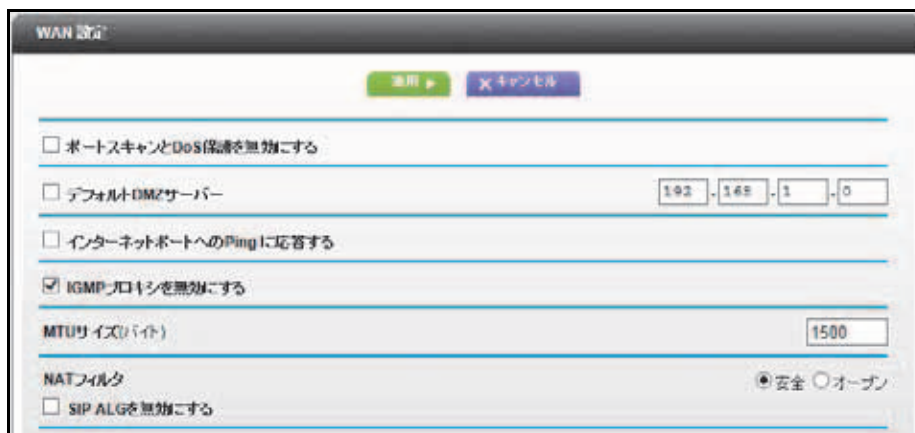 WAN 設定
適用
X キャンセル
ポートスキャンとDoS保護を無効にする
デフォルトDMZサーバー 192 . 168 . 1 . 0
インターネットポートへのPingに応答する
IGMPプロキシを無効にする
MTUサイズ(バイト) 1500
NATフィルタ 安全 オープン
SIP ALGを無効にする